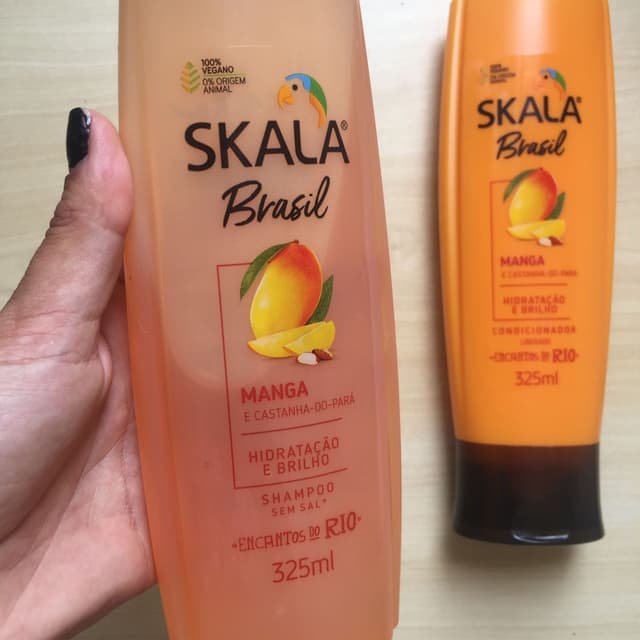 100%
VEGANO
0% ORIGEM
ANIMAL
SKALA®
Brasil
MANGA
E CASTANHA-DO-PARÁ
HIDRATAÇÃO
E BRILHO
SHAMPOO
SEM SAL*
"ENCANTOS DO RIO"
325ml
SKALA®
Brasil
MANGA
E CASTANHA-DO-PARÁ
HIDRATAÇÃO
E BRILHO
CONDICIONADOR
LIBERADO
"ENCANTOS DO RIO"
325ml